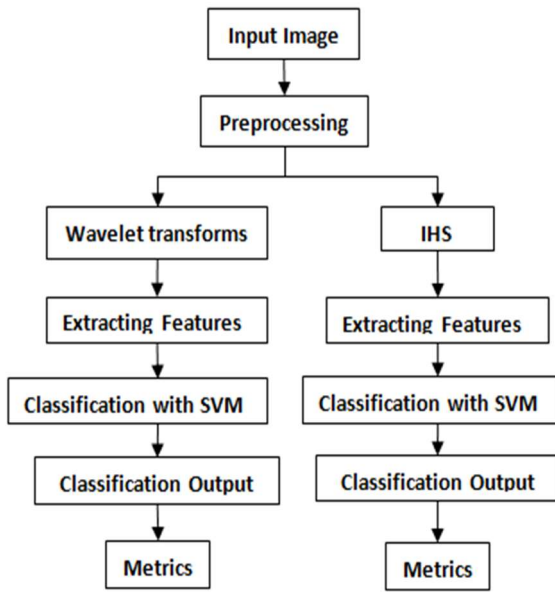 Input Image
Preprocessing
Wavelet transforms
IHS
Extracting Features
Extracting Features
Classification with SVM
Classification with SVM
Classification Output
Classification Output
Metrics
Metrics